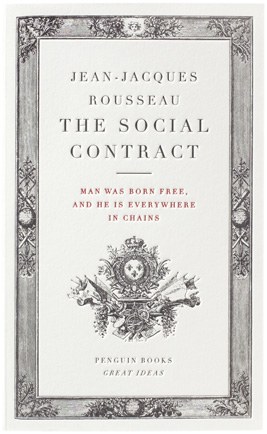 JEAN-JACQUES
ROUSSEAU
THE SOCIAL
CONTRACT
MAN WAS BORN FREE,
AND HE IS EVERYWHERE
IN CHAINS
PENGUIN BOOKS
GREAT IDEAS